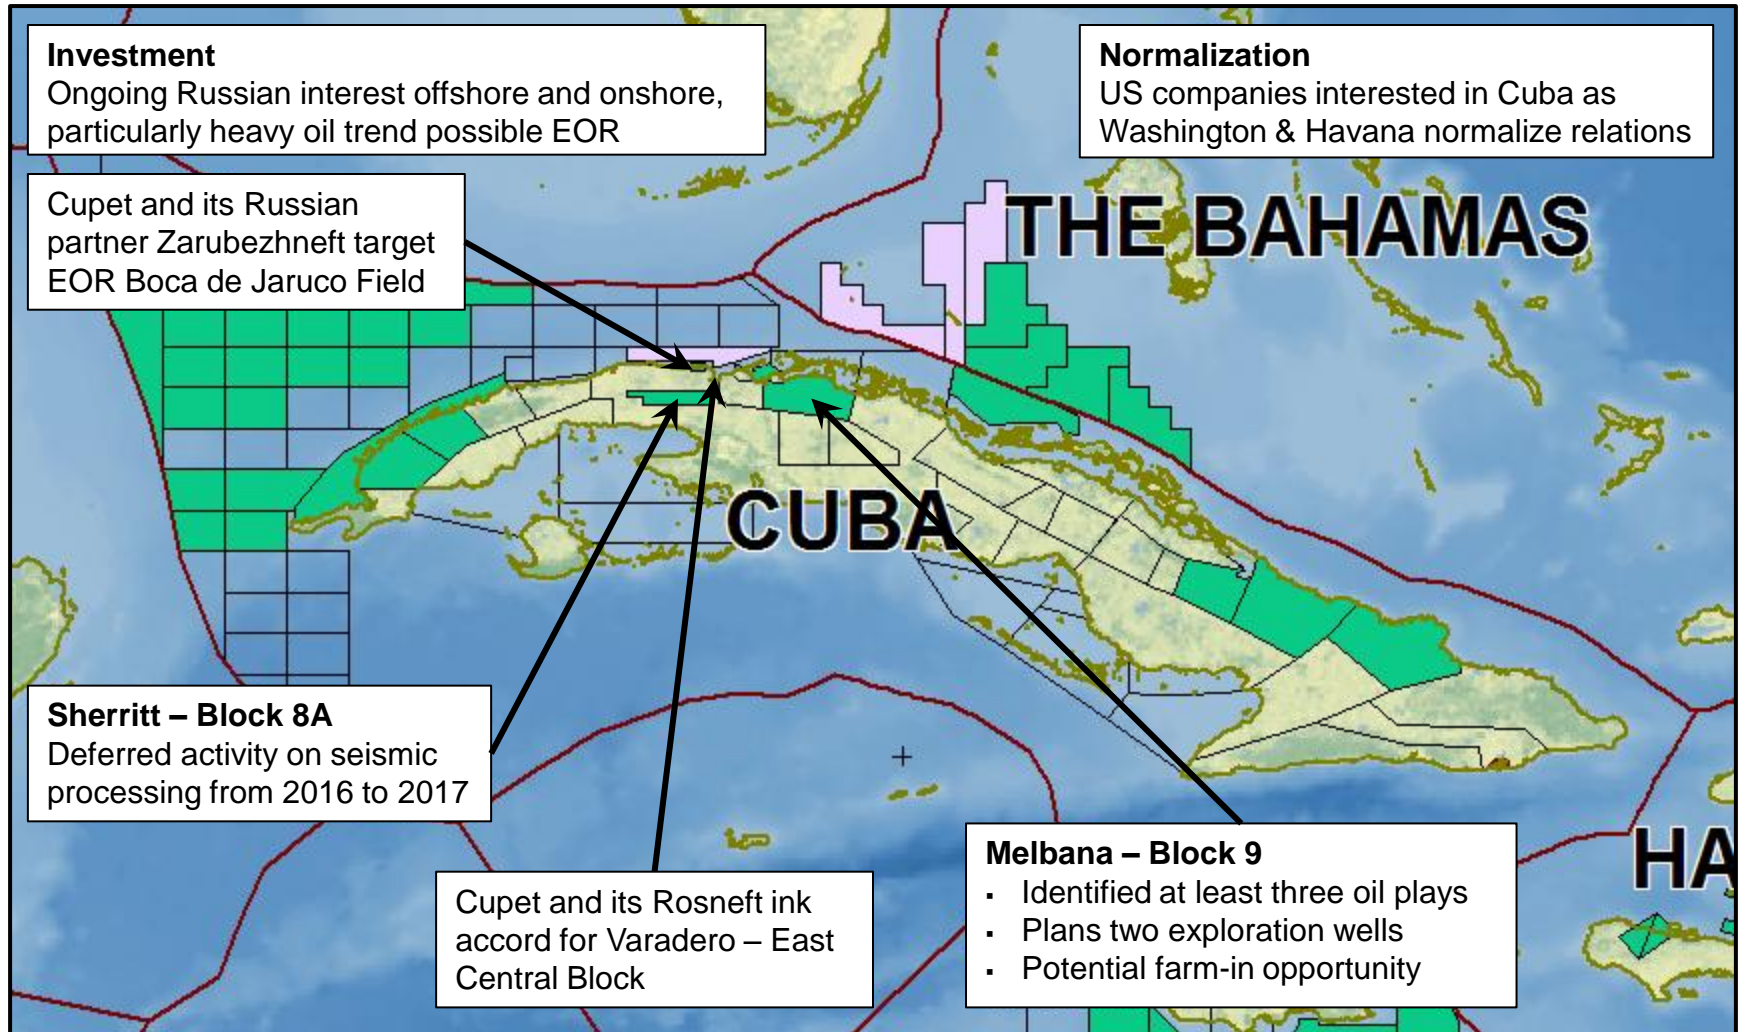 Investment
Ongoing Russian interest offshore and onshore,
particularly heavy oil trend possible EOR
Normalization
US companies interested in Cuba as
Washington & Havana normalize relations
Cupet and its Russian
partner Zarubezhneft target
EOR Boca de Jaruco Field
THE BAHAMAS
CUBA
Sherritt – Block 8A
Deferred activity on seismic
processing from 2016 to 2017
Cupet and its Rosneft ink
accord for Varadero – East
Central Block
Melbana – Block 9
▪ Identified at least three oil plays
▪ Plans two exploration wells
▪ Potential farm-in opportunity
HA